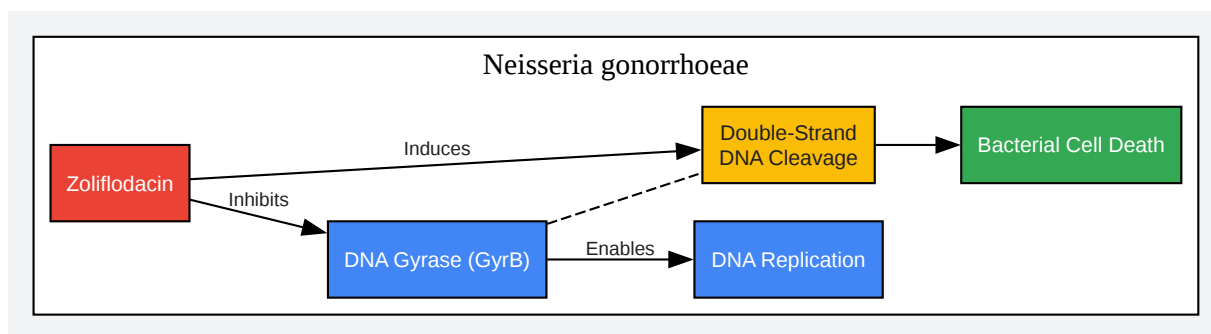 Neisseria gonorrhoeae
Zoliflodacin
Induces
Inhibits
Double-Strand
DNA Cleavage
Bacterial Cell Death
DNA Gyrase (GyrB)
Enables
DNA Replication